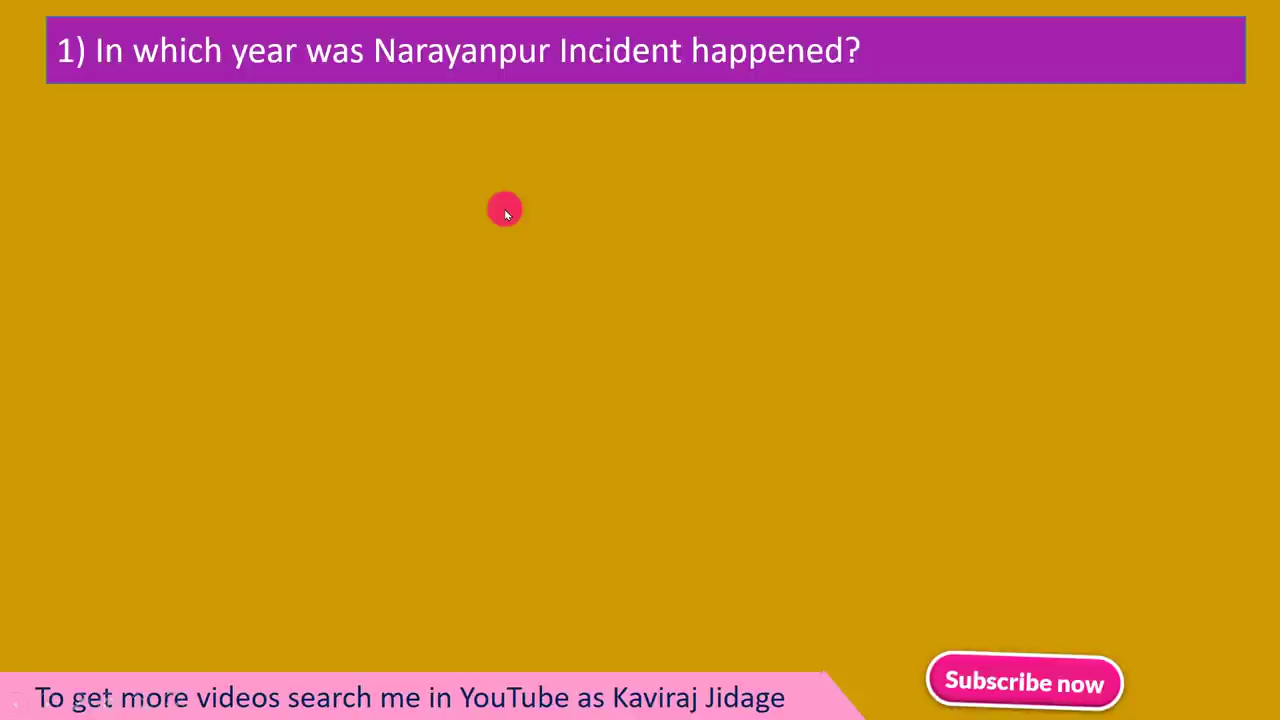 1) In which year was Narayanpur Incident happened?
To get more videos search me in YouTube as Kaviraj Jidage
Subscribe now